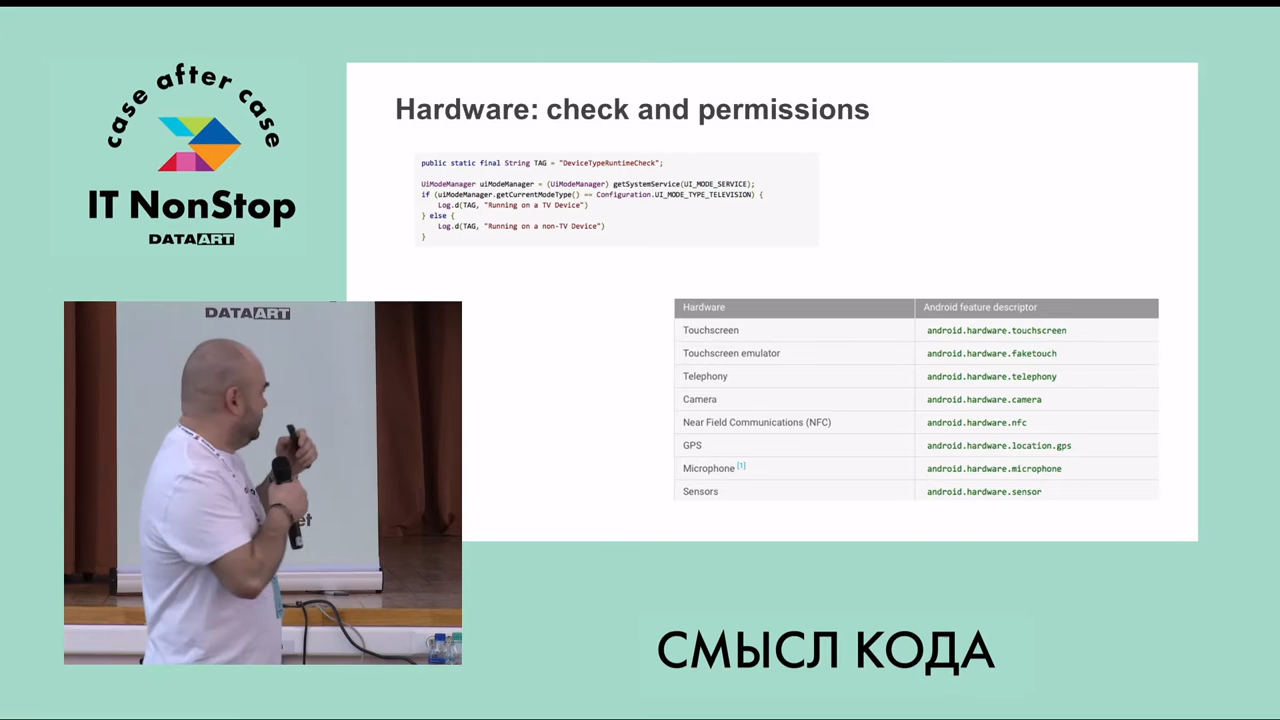 case after case
IT NonStop
DATAART
Hardware: check and permissions
public static final String TAG = "DeviceTypeRuntimeCheck";
UiModeManager uiModeManager = (UiModeManager) getSystemService(UI_MODE_SERVICE);
if (uiModeManager.getCurrentModeType() == Configuration.UI_MODE_TYPE_TELEVISION) {
Log.d(TAG, "Running on a TV Device")
} else {
Log.d(TAG, "Running on a non-TV Device")
}
Hardware Android feature descriptor
Touchscreen android.hardware.touchscreen
Touchscreen emulator android.hardware.faketouch
Telephony android.hardware.telephony
Camera android.hardware.camera
Near Field Communications (NFC) android.hardware.nfc
GPS android.hardware.location.gps
Microphone [1] android.hardware.microphone
Sensors android.hardware.sensor
DATAART
СМЫСЛ КОДА